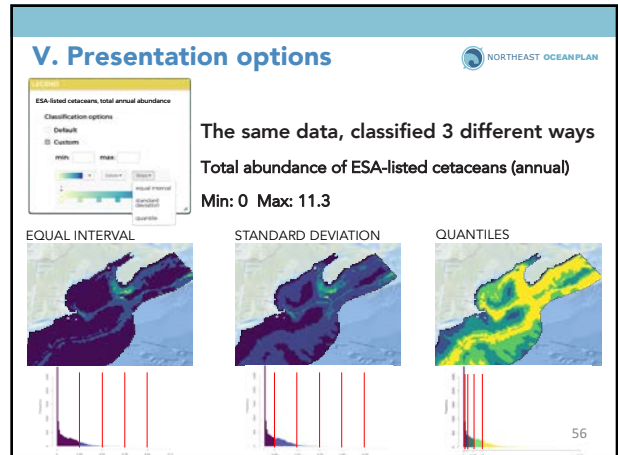 V. Presentation options
NORTHEAST OCEANPLAN
LEGEND
ESA-listed cetaceans, total annual abundance
Classification options
Default
Custom
min max
equal interval
standard
deviation
quantile
The same data, classified 3 different ways
Total abundance of ESA-listed cetaceans (annual)
Min: 0 Max: 11.3
EQUAL INTERVAL
STANDARD DEVIATION
QUANTILES
56